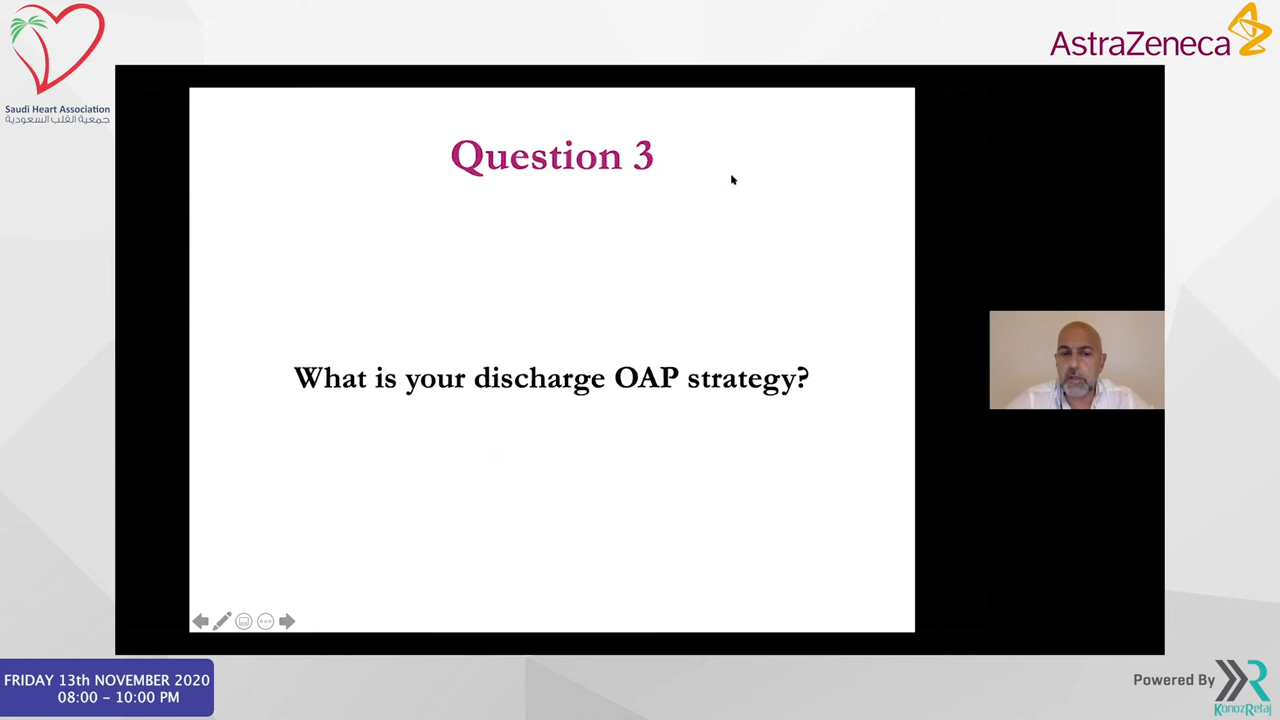 Saudi Heart Association
جمعية القلب السعودية
AstraZeneca
Question 3
What is your discharge OAP strategy?
FRIDAY 13th NOVEMBER 2020
08:00 – 10:00 PM
Powered By
KonozRetaj